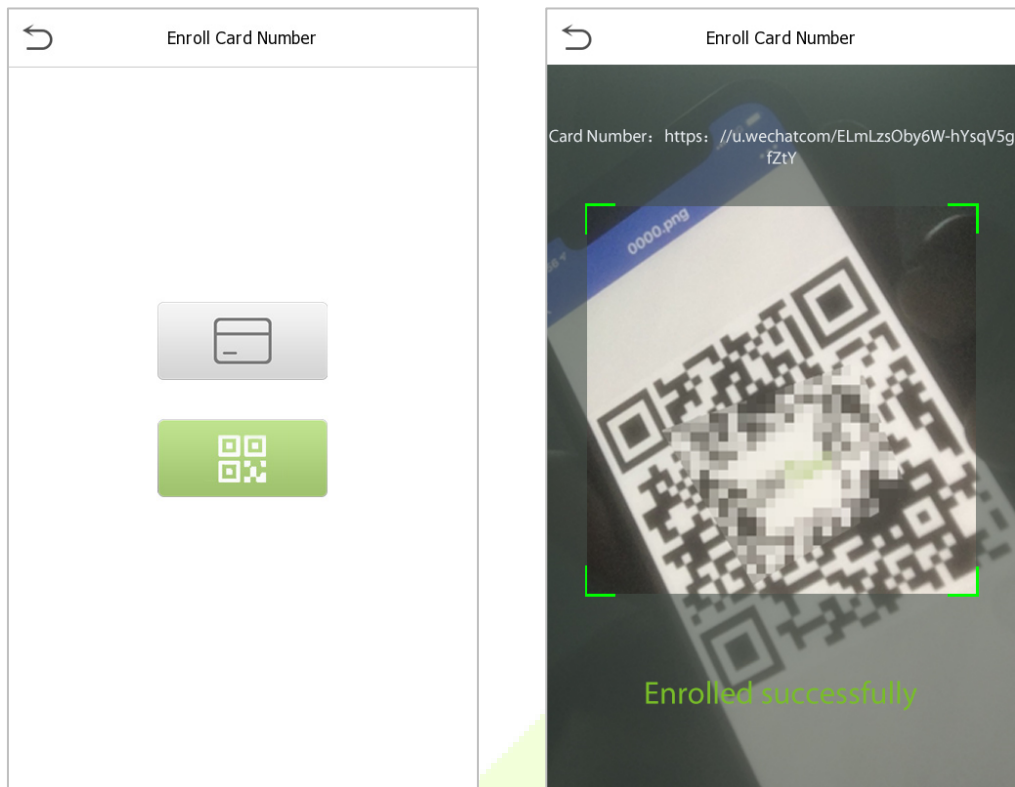 Enroll Card Number
Enroll Card Number
Card Number：https：//u.wechatcom/ELmLzsOby6W-hYsqV5g
fZtY
0000.png
Enrolled successfully